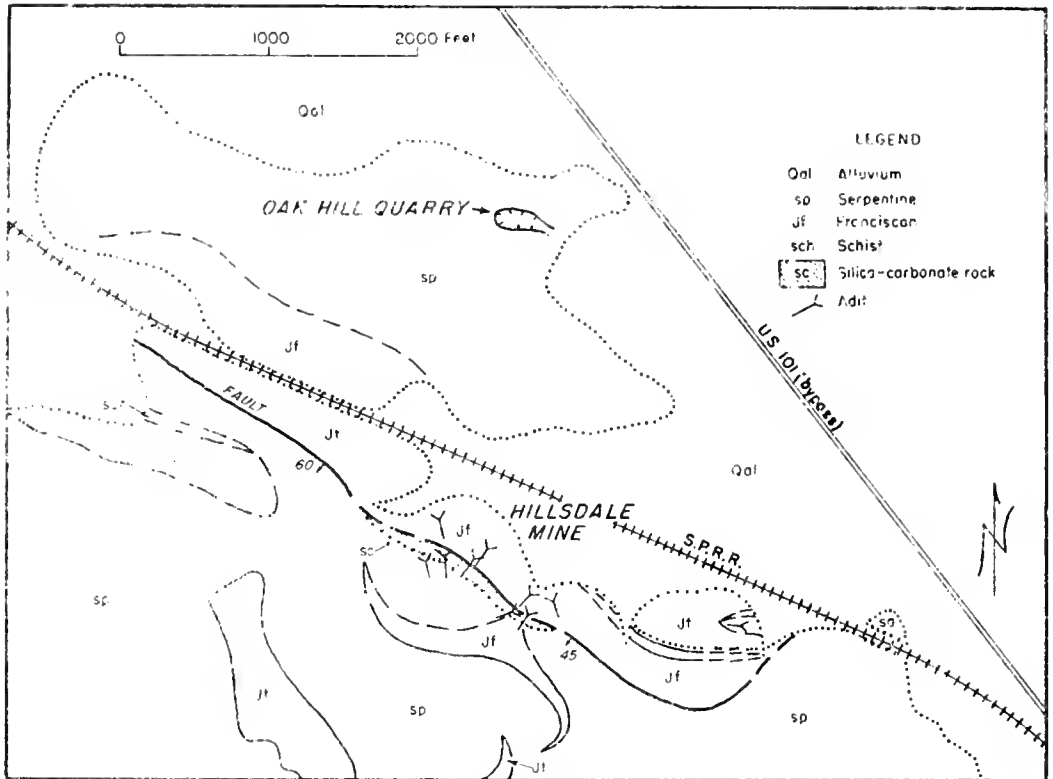 0 1000 2000 Feet
Qal
LEGEND
Qal Alluvium
sp Serpentine
Jf Franciscan
sch Schist
sc Silica-carbonate rock
Adit
OAK HILL QUARRY
sp
Jf
US 101 (bypass)
FAULT
Jf
60
Qal
HILLSDALE
MINE
Jf
sc
S.P.R.R.
sp
Jf
Jf
45
Jf
Jf
sp
sp
Jf